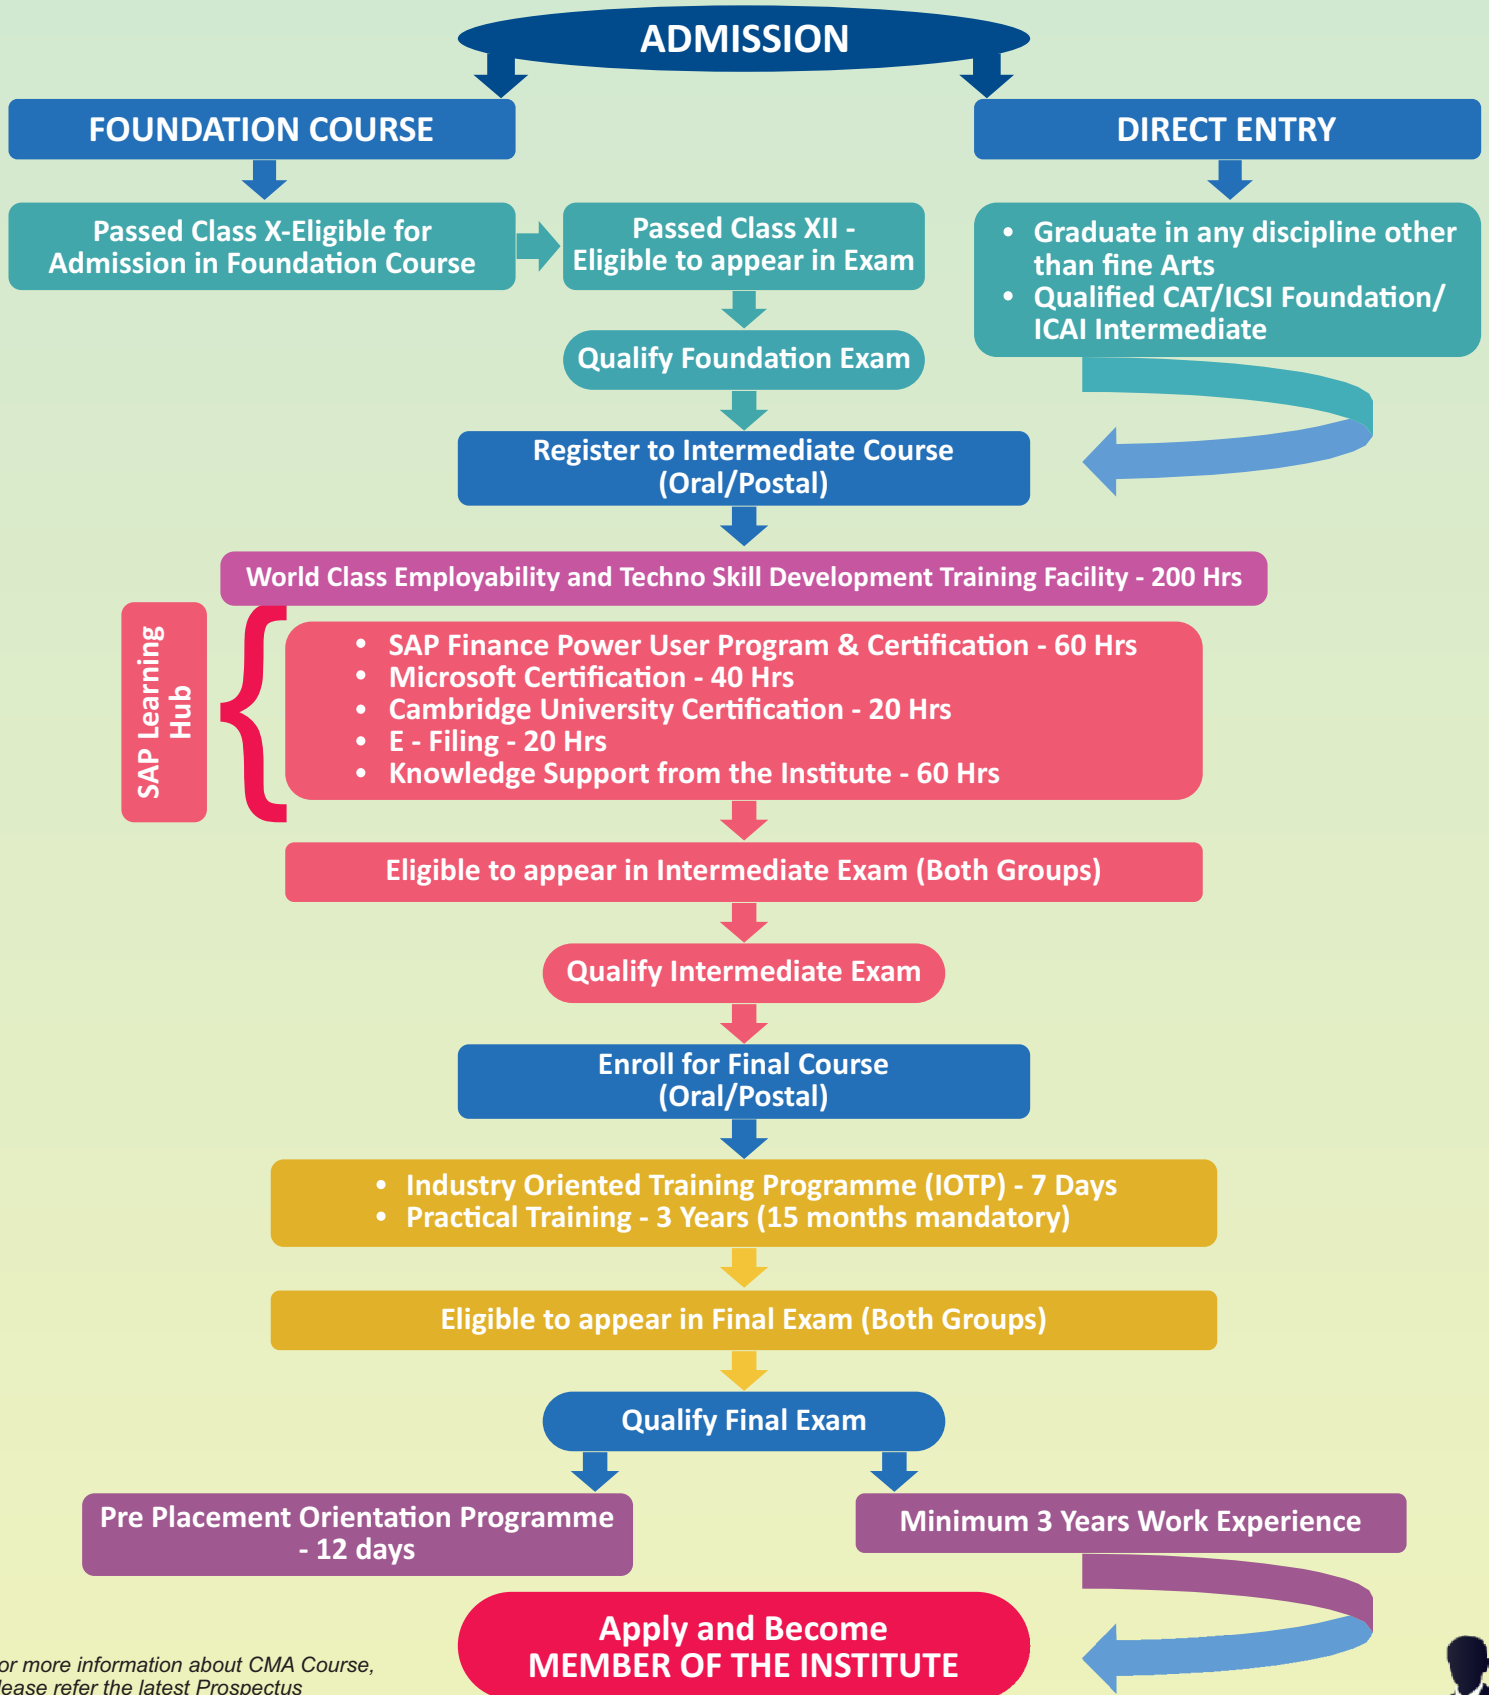 ADMISSION
FOUNDATION COURSE
DIRECT ENTRY
Passed Class X-Eligible for
Admission in Foundation Course
Passed Class XII -
Eligible to appear in Exam
• Graduate in any discipline other
than fine Arts
• Qualified CAT/ICSI Foundation/
ICAI Intermediate
Qualify Foundation Exam
Register to Intermediate Course
(Oral/Postal)
World Class Employability and Techno Skill Development Training Facility - 200 Hrs
SAP Learning
Hub
• SAP Finance Power User Program & Certification - 60 Hrs
• Microsoft Certification - 40 Hrs
• Cambridge University Certification - 20 Hrs
• E - Filing - 20 Hrs
• Knowledge Support from the Institute - 60 Hrs
Eligible to appear in Intermediate Exam (Both Groups)
Qualify Intermediate Exam
Enroll for Final Course
(Oral/Postal)
• Industry Oriented Training Programme (IOTP) - 7 Days
• Practical Training - 3 Years (15 months mandatory)
Eligible to appear in Final Exam (Both Groups)
Qualify Final Exam
Pre Placement Orientation Programme
- 12 days
Minimum 3 Years Work Experience
Apply and Become
MEMBER OF THE INSTITUTE
or more information about CMA Course,
lease refer the latest Prospectus